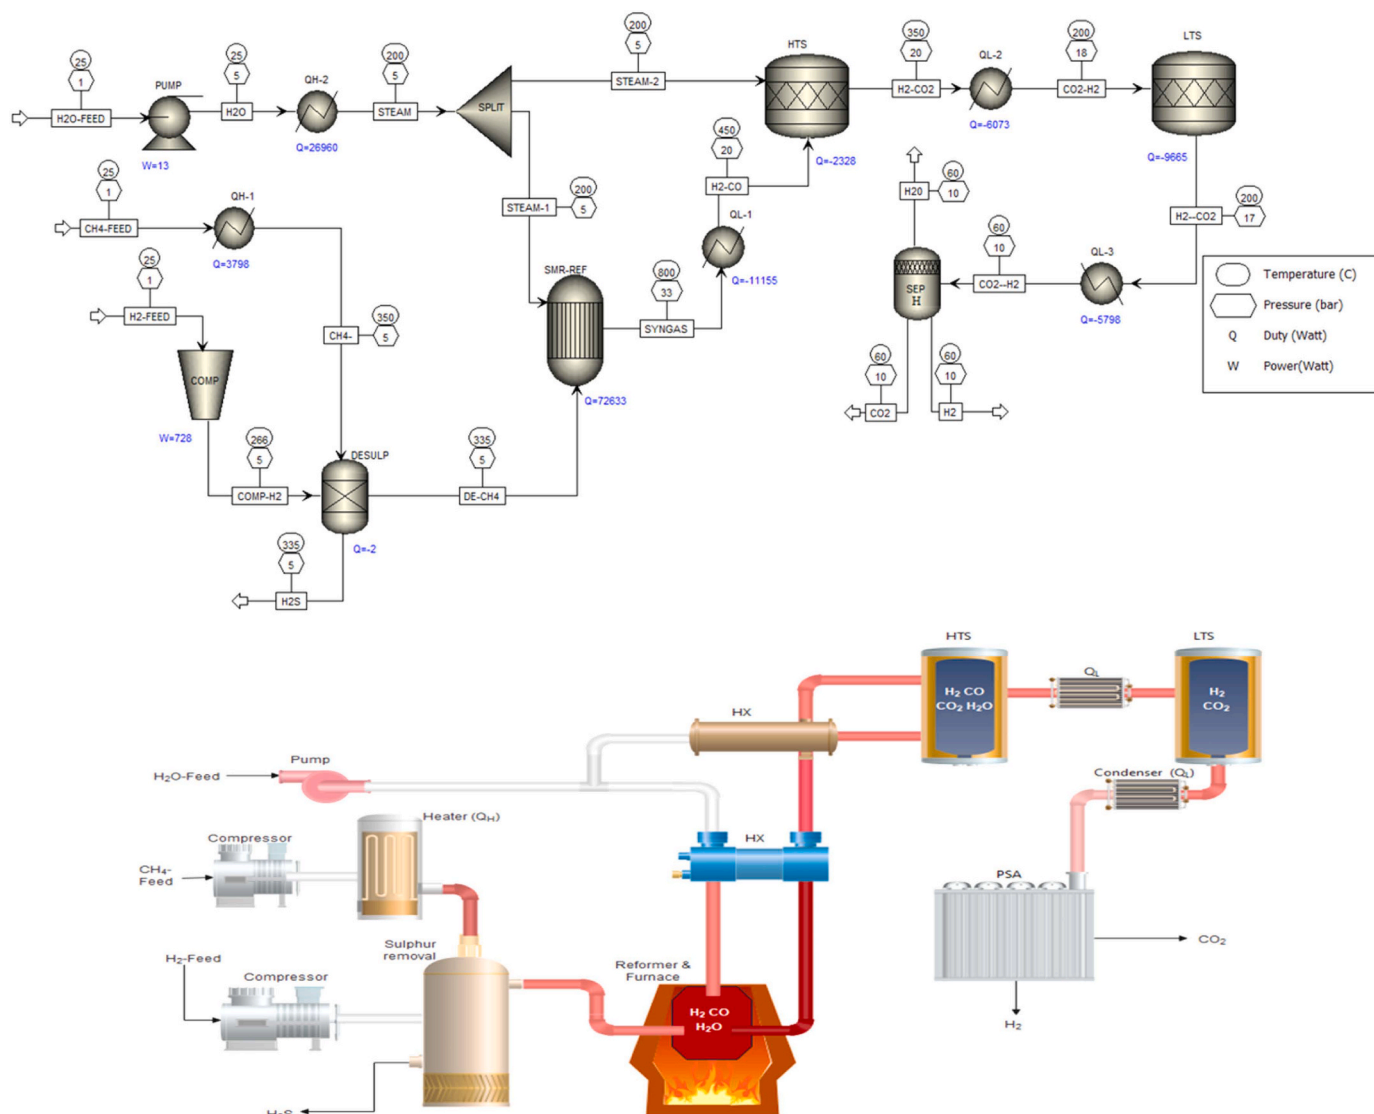 25
1
H2O-FEED
PUMP
W=13
25
5
H2O
QH-2
Q=26960
200
5
STEAM
SPLIT
200
5
STEAM-2
HTS
Q=-2328
350
20
H2-CO2
QL-2
Q=-6073
200
18
CO2-H2
LTS
Q=-9665
25
1
CH4-FEED
QH-1
Q=3798
STEAM-1
200
5
450
20
H2-CO
QL-1
Q=-11155
H2O
60
10
H2--CO2
200
17
25
1
H2-FEED
CH4-
350
5
SMR-REF
Q=72633
800
33
SYNGAS
SEP
H
60
10
CO2--H2
QL-3
Q=-5798
Temperature (C)
Pressure (bar)
Q Duty (Watt)
W Power(Watt)
COMP
W=728
60
10
CO2
60
10
H2
266
5
COMP-H2
DESULP
Q=-2
335
5
DE-CH4
335
5
H2S
HTS
LTS
H2 CO
CO2 H2O
QL
H2
CO2
HX
Pump
H2O-Feed
Condenser (QL)
Heater (QH)
Compressor
CH4-
Feed
HX
PSA
CO2
Sulphur
removal
H2-Feed
Compressor
Reformer &
Furnace
H2 CO
H2O
H2
H2S